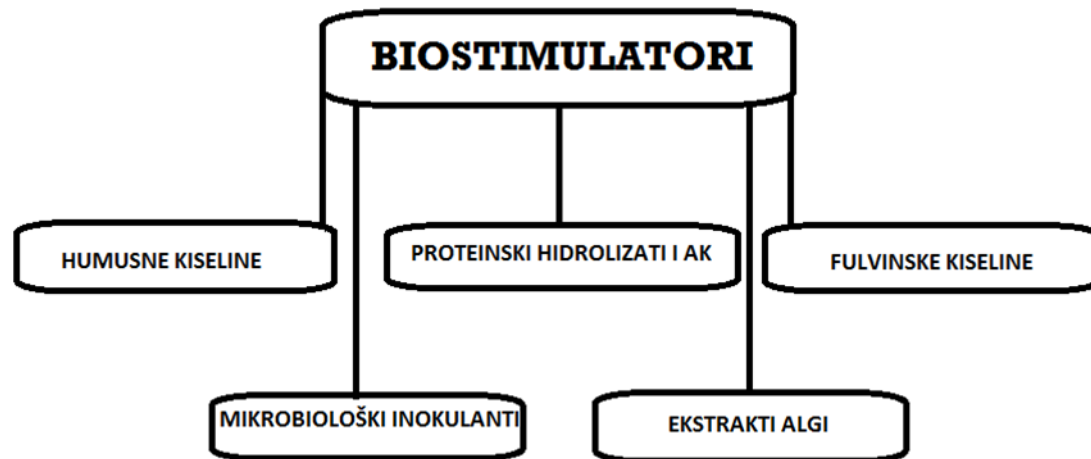 BIOSTIMULATORI
HUMUSNE KISELINE
PROTEINSKI HIDROLIZATI I AK
FULVINSKE KISELINE
MIKROBIOLOŠKI INOKULANTI
EKSTRAKTI ALGI